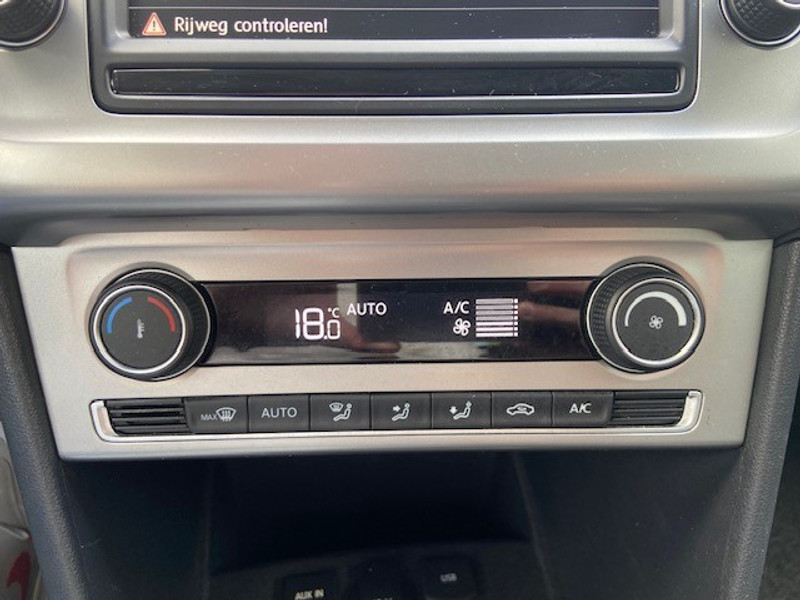 Rijweg controleren!
18.0 °C AUTO A/C
MAX AUTO A/C
AUX IN USB